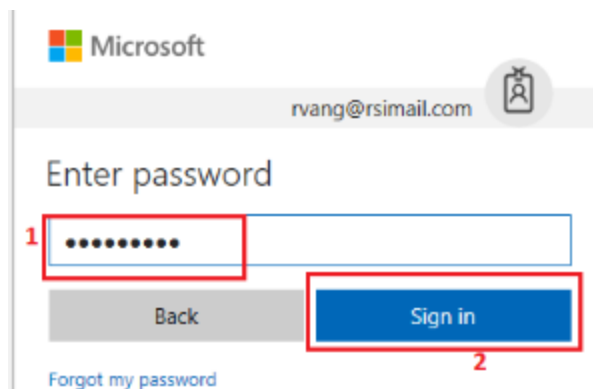 Microsoft
rvang@rsimail.com
Enter password
1 •••••••••
Back Sign in
2
Forgot my password